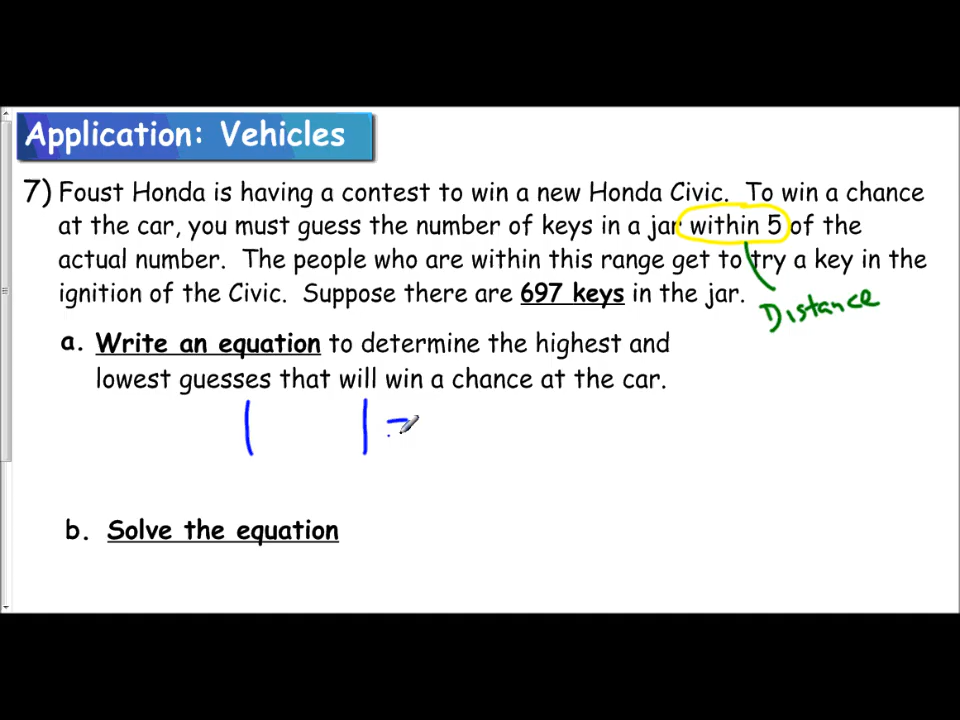 Application: Vehicles
7) Foust Honda is having a contest to win a new Honda Civic. To win a chance
at the car, you must guess the number of keys in a jar within 5 of the
actual number. The people who are within this range get to try a key in the
ignition of the Civic. Suppose there are 697 keys in the jar.
Distance
a. Write an equation to determine the highest and
lowest guesses that will win a chance at the car.
| | =
b. Solve the equation